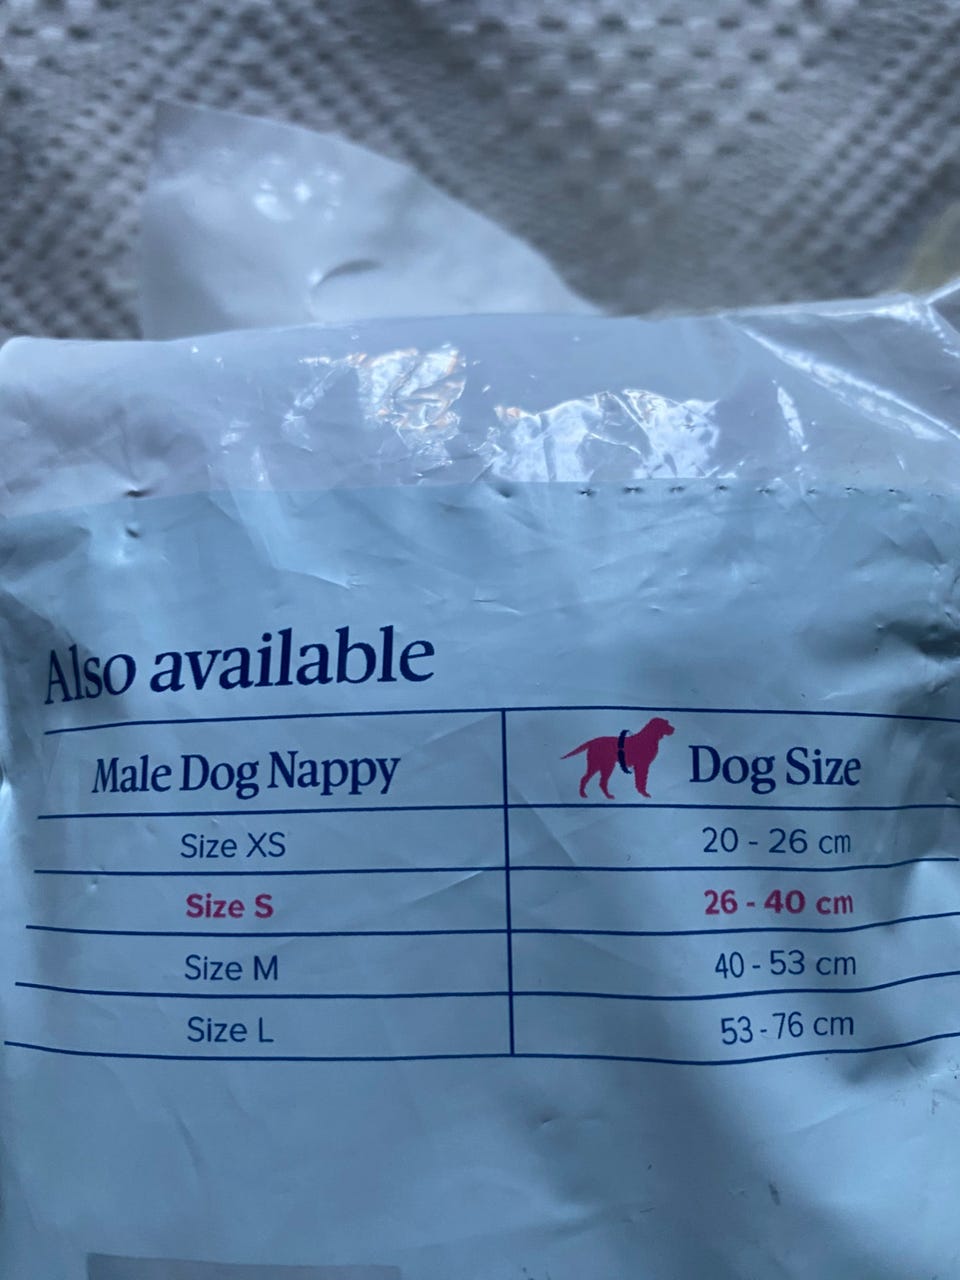 Also available
Male Dog Nappy Dog Size
Size XS 20 - 26 cm
Size S 26 - 40 cm
Size M 40 - 53 cm
Size L 53 - 76 cm